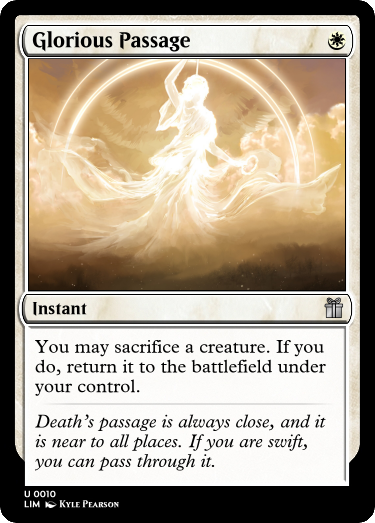 Glorious Passage
Instant
You may sacrifice a creature. If you
do, return it to the battlefield under
your control.
Death's passage is always close, and it
is near to all places. If you are swift,
you can pass through it.
U 0010
LIM Kyle Pearson